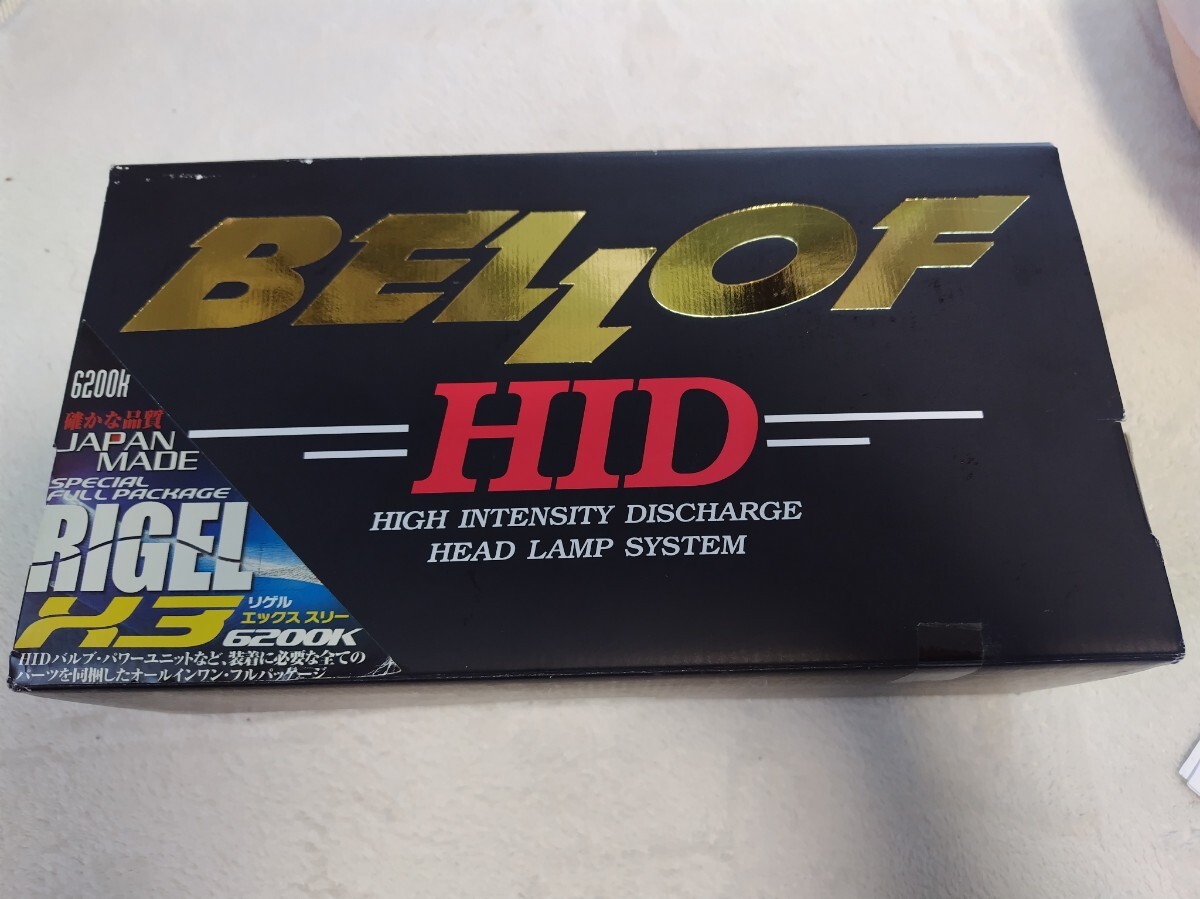 BELLOF
HID
HIGH INTENSITY DISCHARGE
HEAD LAMP SYSTEM
6200k
確かな品質
JAPAN
MADE
SPECIAL
FULL PACKAGE
RIGEL
X3
リゲル
エックス スリー
6200K
HIDバルブ・パワーユニットなど、装着に必要な全ての
パーツを同梱したオールインワン・フルパッケージ